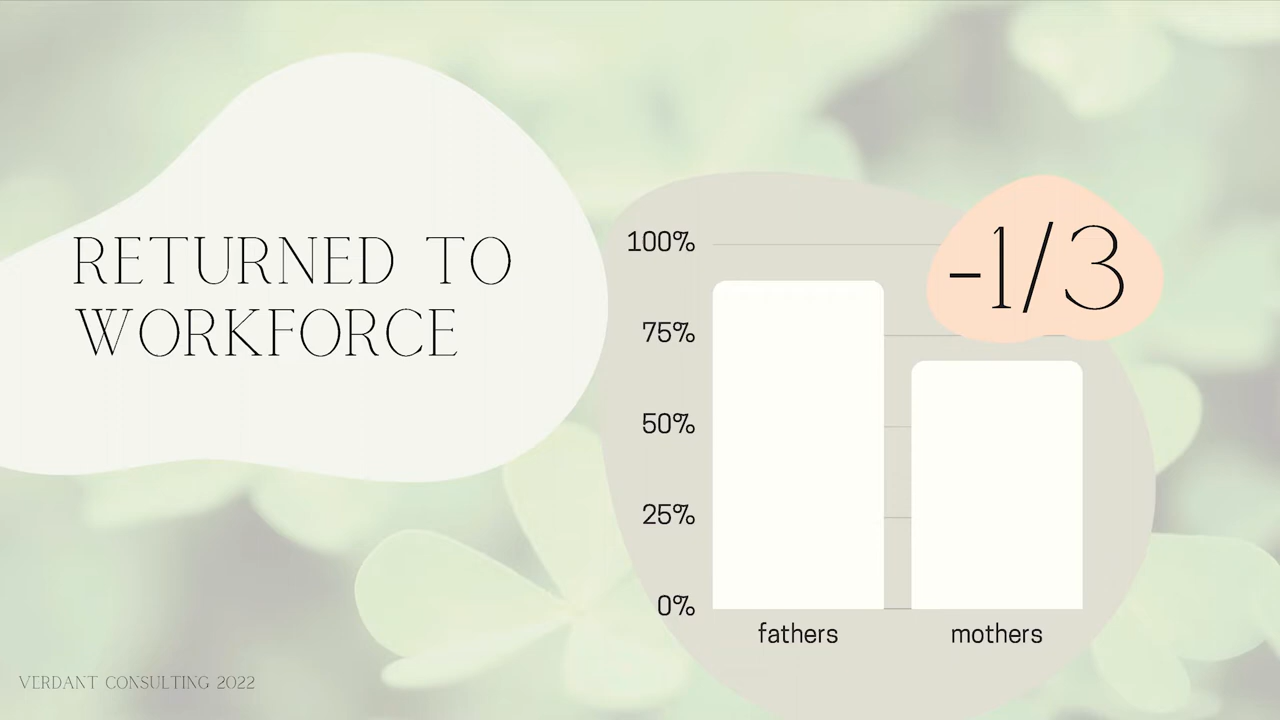 RETURNED TO
WORKFORCE
-1/3
100%
75%
50%
25%
0%
fathers mothers
VERDANT CONSULTING 2022